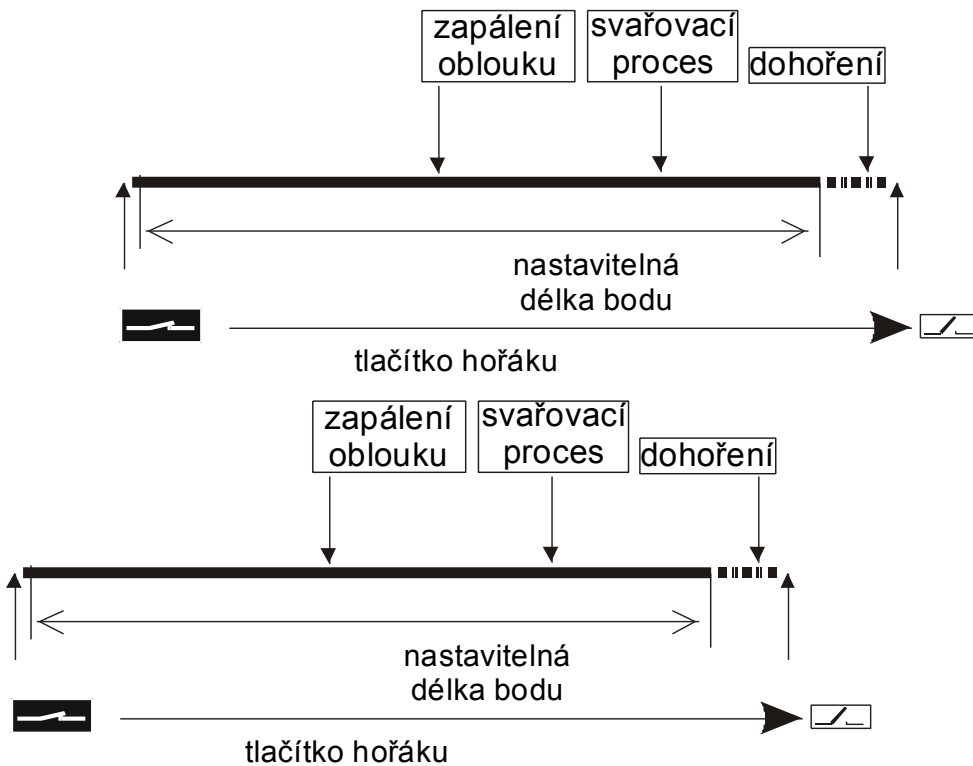 zapálení
oblouku
svařovací
proces
dohoření
nastavitelná
délka bodu
tlačítko hořáku
zapálení
oblouku
svařovací
proces
dohoření
nastavitelná
délka bodu
tlačítko hořáku